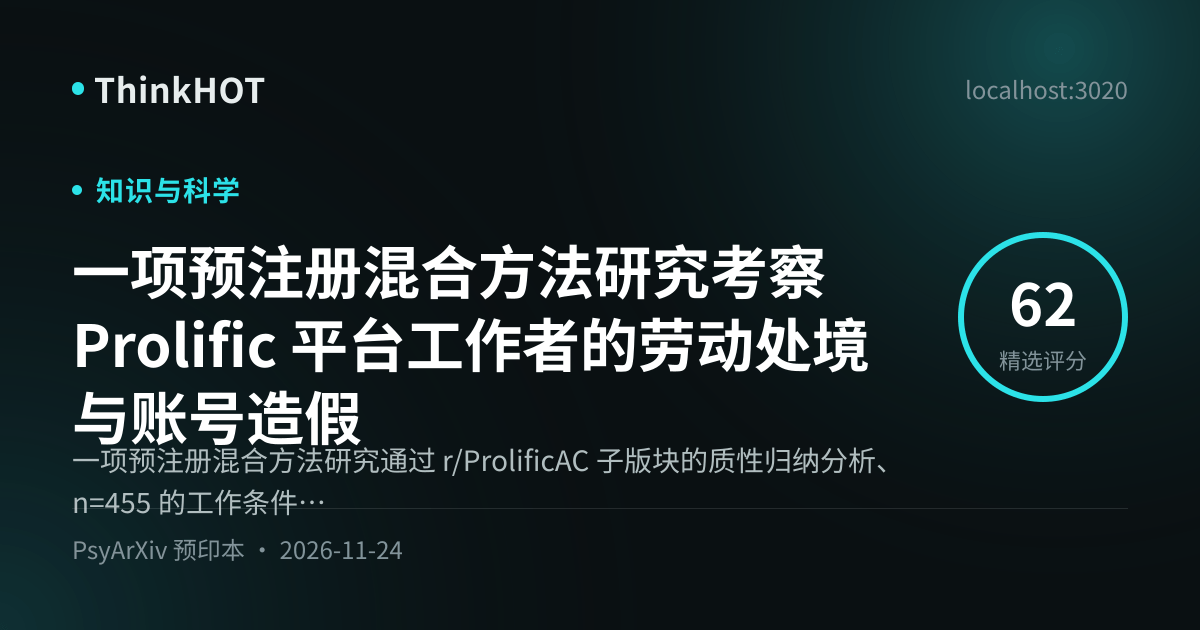 ThinkHOT
localhost:3020
知识与科学
一项预注册混合方法研究考察
Prolific 平台工作者的劳动处境
与账号造假
62
精选评分
一项预注册混合方法研究通过 r/ProlificAC 子版块的质性归纳分析、
n=455 的工作条件…
PsyArXiv 预印本 · 2026-11-24